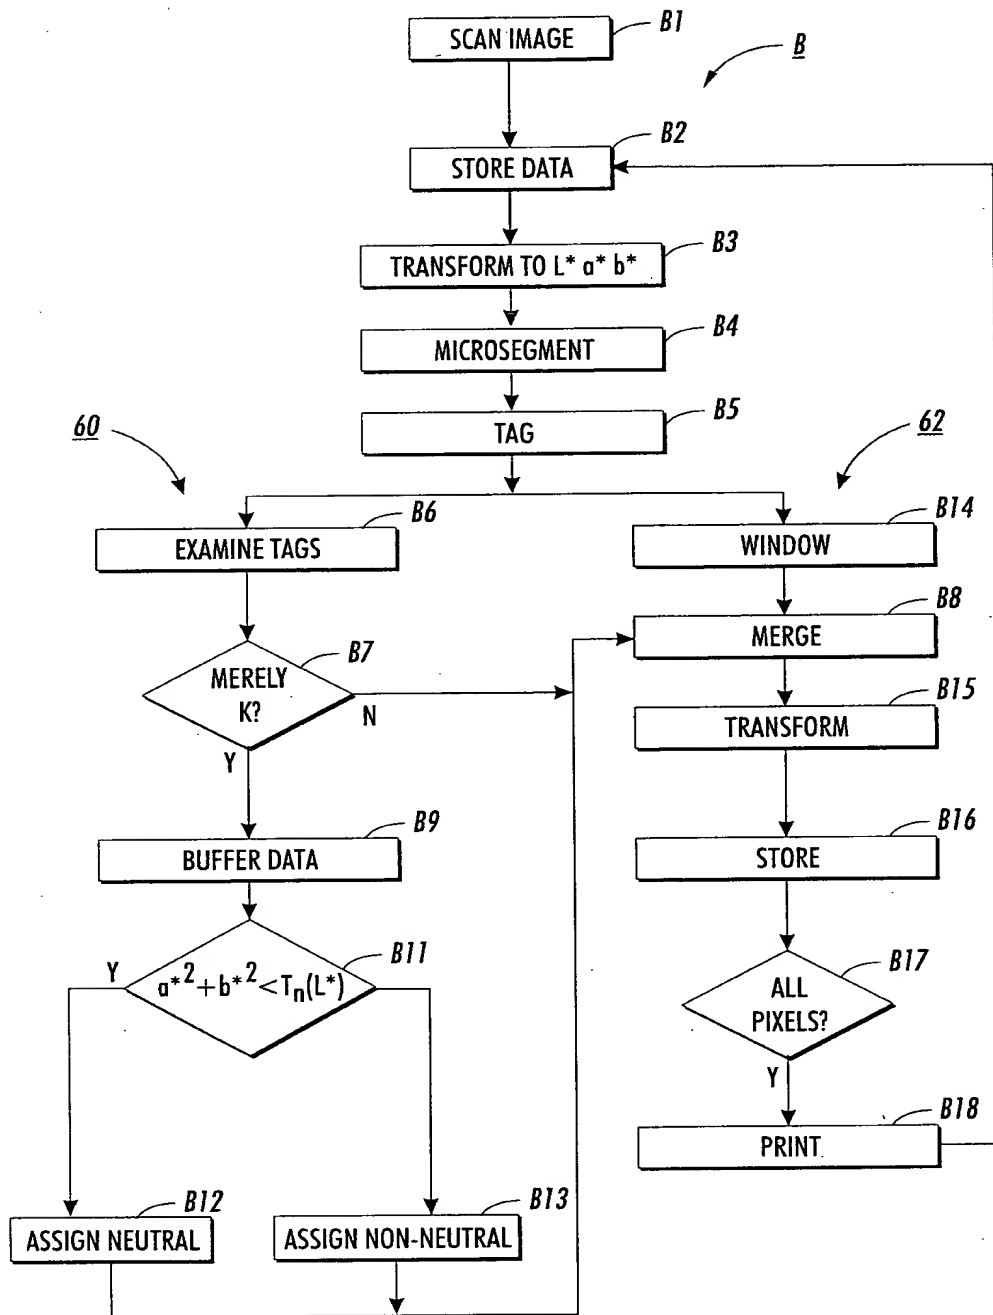 SCAN IMAGE
B1
B
STORE DATA
B2
TRANSFORM TO L* a* b*
B3
MICROSEGMENT
B4
TAG
B5
60
62
EXAMINE TAGS
B6
WINDOW
B14
MERGE
B8
MERELY
K?
B7
N
Y
TRANSFORM
B15
BUFFER DATA
B9
STORE
B16
a*2+b*2<Tn(L*)
B11
Y
ALL
PIXELS?
B17
Y
PRINT
B18
ASSIGN NEUTRAL
B12
ASSIGN NON-NEUTRAL
B13